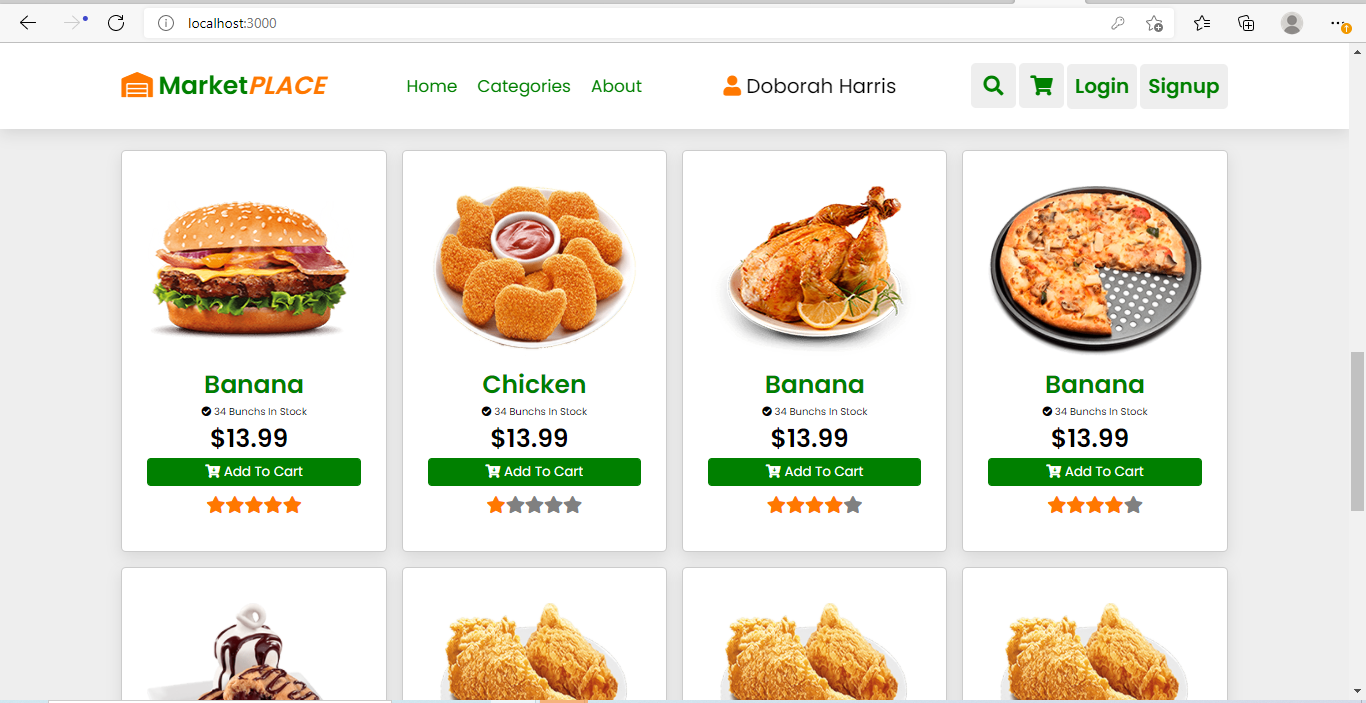 localhost:3000
MarketPLACE Home Categories About Doborah Harris Login Signup
Banana Chicken Banana Banana
34 Bunchs In Stock 34 Bunchs In Stock 34 Bunchs In Stock 34 Bunchs In Stock
$13.99 $13.99 $13.99 $13.99
Add To Cart Add To Cart Add To Cart Add To Cart